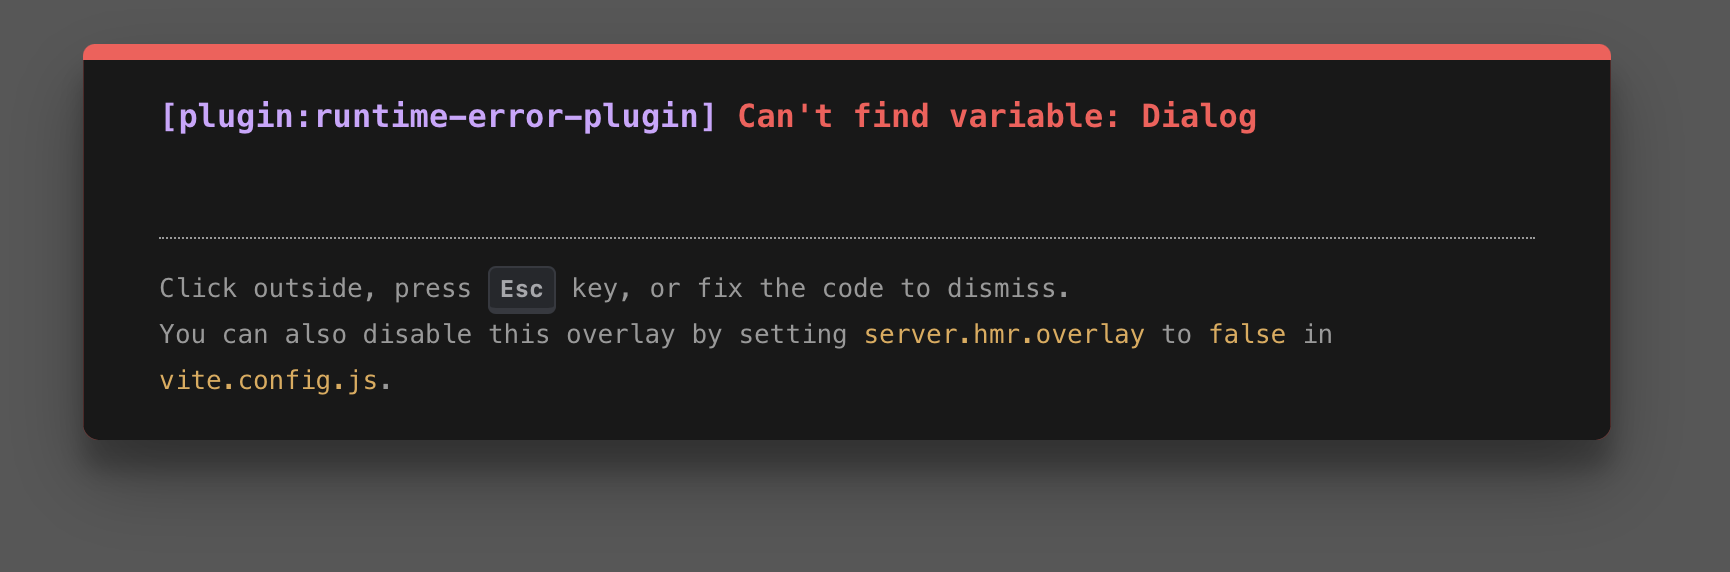 [plugin:runtime-error-plugin] Can't find variable: Dialog
Click outside, press Esc key, or fix the code to dismiss.
You can also disable this overlay by setting server.hmr.overlay to false in
vite.config.js.